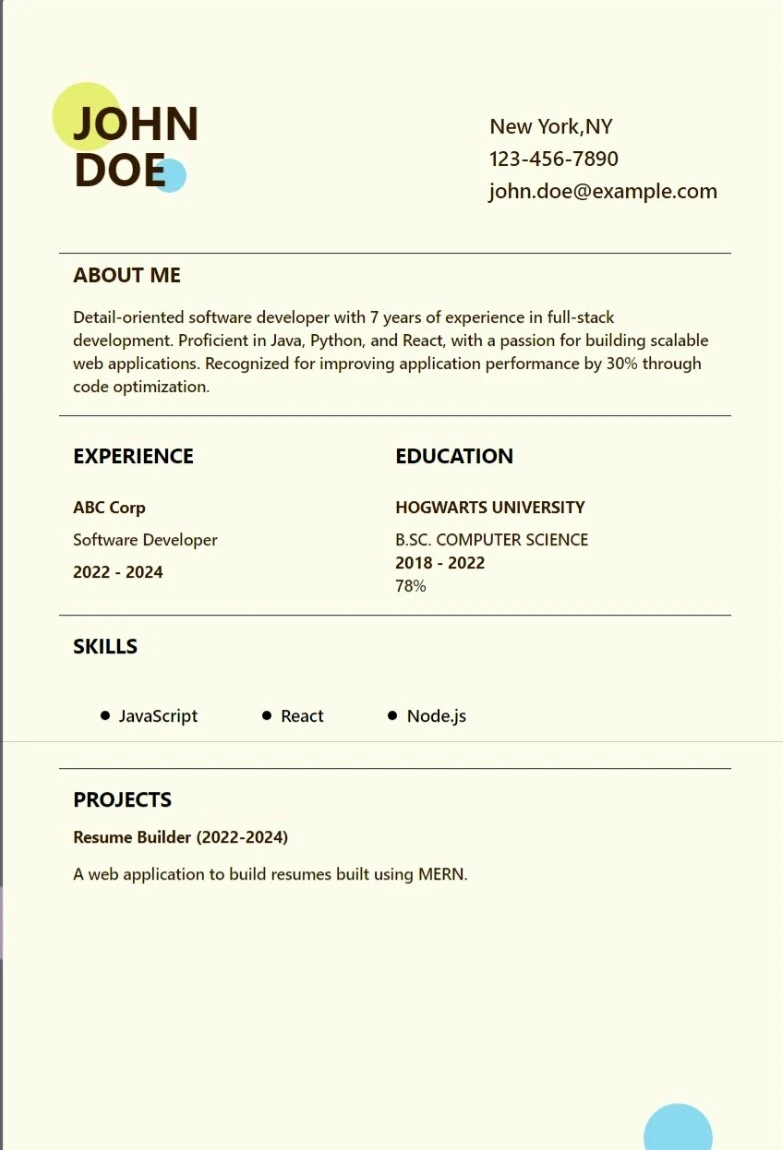 JOHN
DOE
New York,NY
123-456-7890
john.doe@example.com
ABOUT ME
Detail-oriented software developer with 7 years of experience in full-stack
development. Proficient in Java, Python, and React, with a passion for building scalable
web applications. Recognized for improving application performance by 30% through
code optimization.
EXPERIENCE
ABC Corp
Software Developer
2022 - 2024
EDUCATION
HOGWARTS UNIVERSITY
B.SC. COMPUTER SCIENCE
2018 - 2022
78%
SKILLS
• JavaScript • React • Node.js
PROJECTS
Resume Builder (2022-2024)
A web application to build resumes built using MERN.